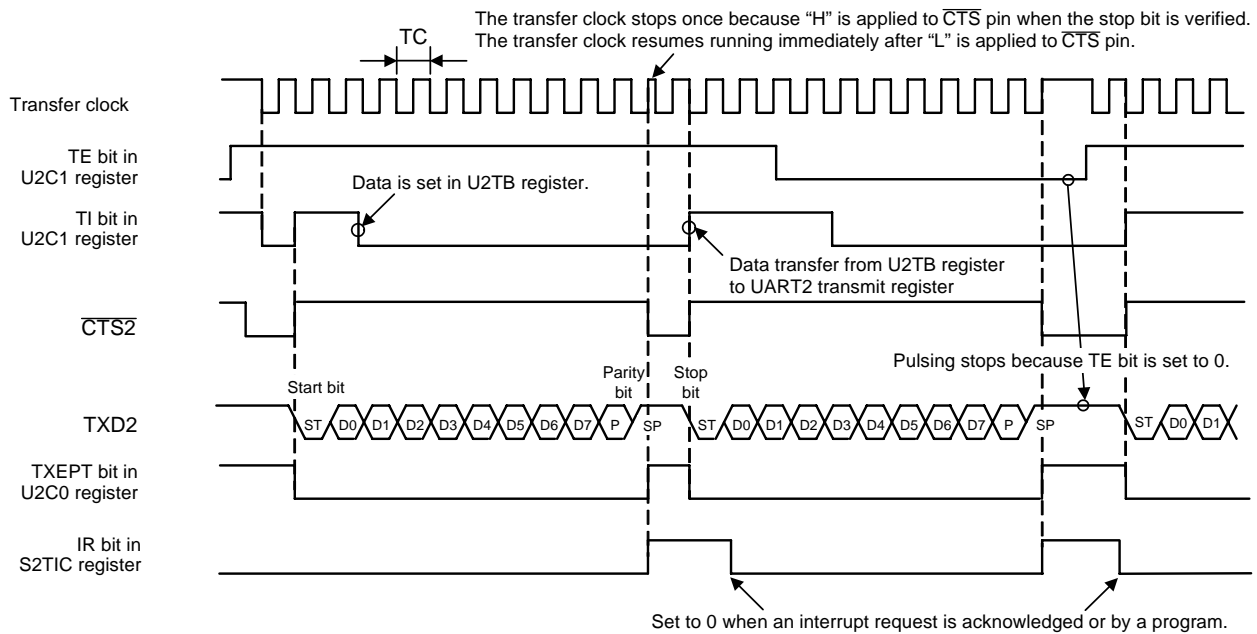 The transfer clock stops once because “H” is applied to CTS pin when the stop bit is verified.
The transfer clock resumes running immediately after “L” is applied to CTS pin.
TC
Transfer clock
TE bit in
U2C1 register
Data is set in U2TB register.
TI bit in
U2C1 register
Data transfer from U2TB register
to UART2 transmit register
CTS2
Pulsing stops because TE bit is set to 0.
Start bit
Parity
bit
Stop
bit
TXD2
ST D0 D1 D2 D3 D4 D5 D6 D7 P SP ST D0 D1 D2 D3 D4 D5 D6 D7 P SP ST D0 D1
TXEPT bit in
U2C0 register
IR bit in
S2TIC register
Set to 0 when an interrupt request is acknowledged or by a program.